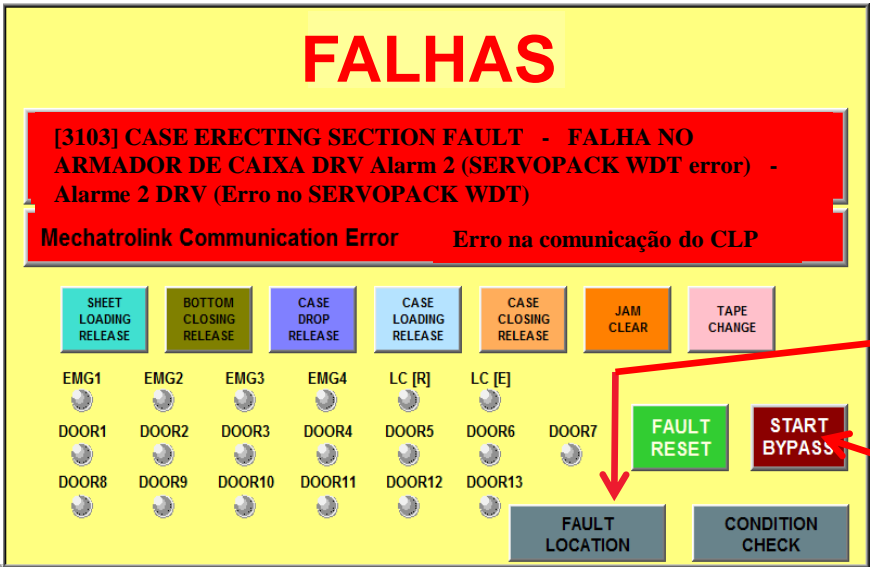 FALHAS
[3103] CASE ERECTING SECTION FAULT - FALHA NO
ARMADOR DE CAIXA DRV Alarm 2 (SERVOPACK WDT error) -
Alarme 2 DRV (Erro no SERVOPACK WDT)
Mechatrolink Communication Error Erro na comunicação do CLP
SHEET
LOADING
RELEASE
BOTTOM
CLOSING
RELEASE
CASE
DROP
RELEASE
CASE
LOADING
RELEASE
CASE
CLOSING
RELEASE
JAM
CLEAR
TAPE
CHANGE
EMG1 EMG2 EMG3 EMG4 LC [R] LC [E]
DOOR1 DOOR2 DOOR3 DOOR4 DOOR5 DOOR6 DOOR7
DOOR8 DOOR9 DOOR10 DOOR11 DOOR12 DOOR13
FAULT
RESET
START
BYPASS
FAULT
LOCATION
CONDITION
CHECK